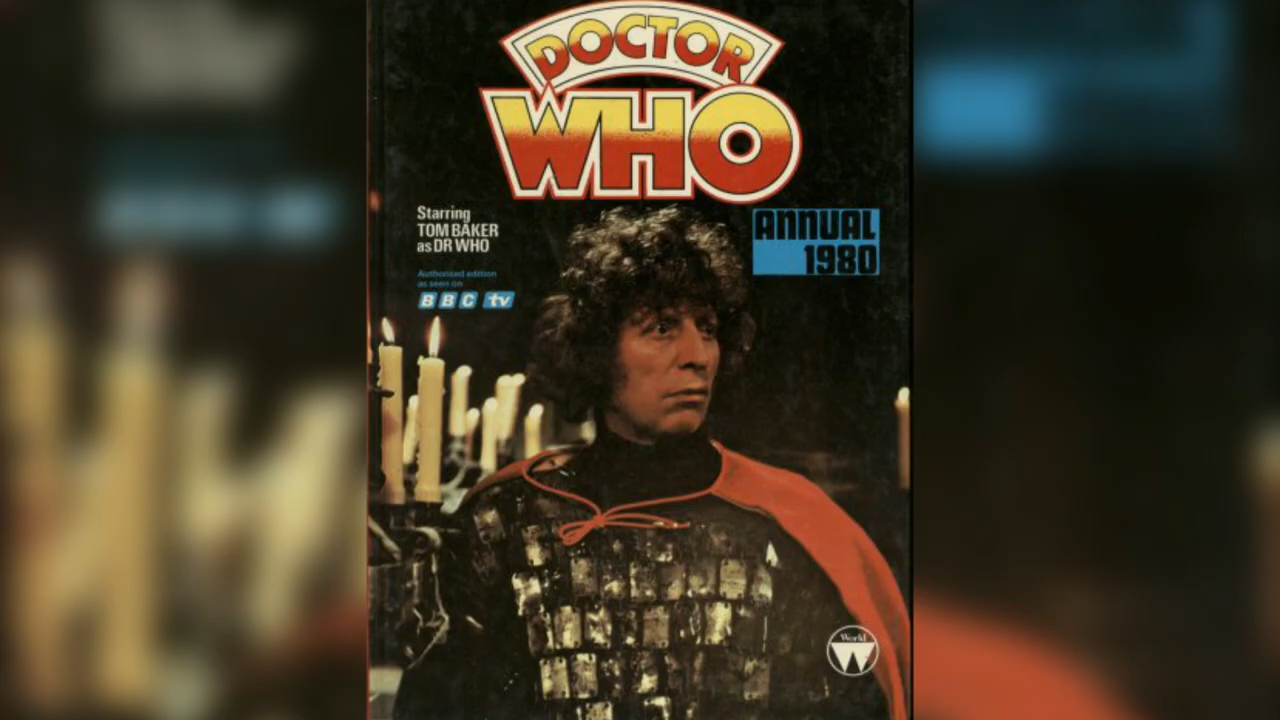 DOCTOR
WHO
Starring
TOM BAKER
as DR WHO
Authorised edition
as seen on
BBC tv
ANNUAL
1980
World